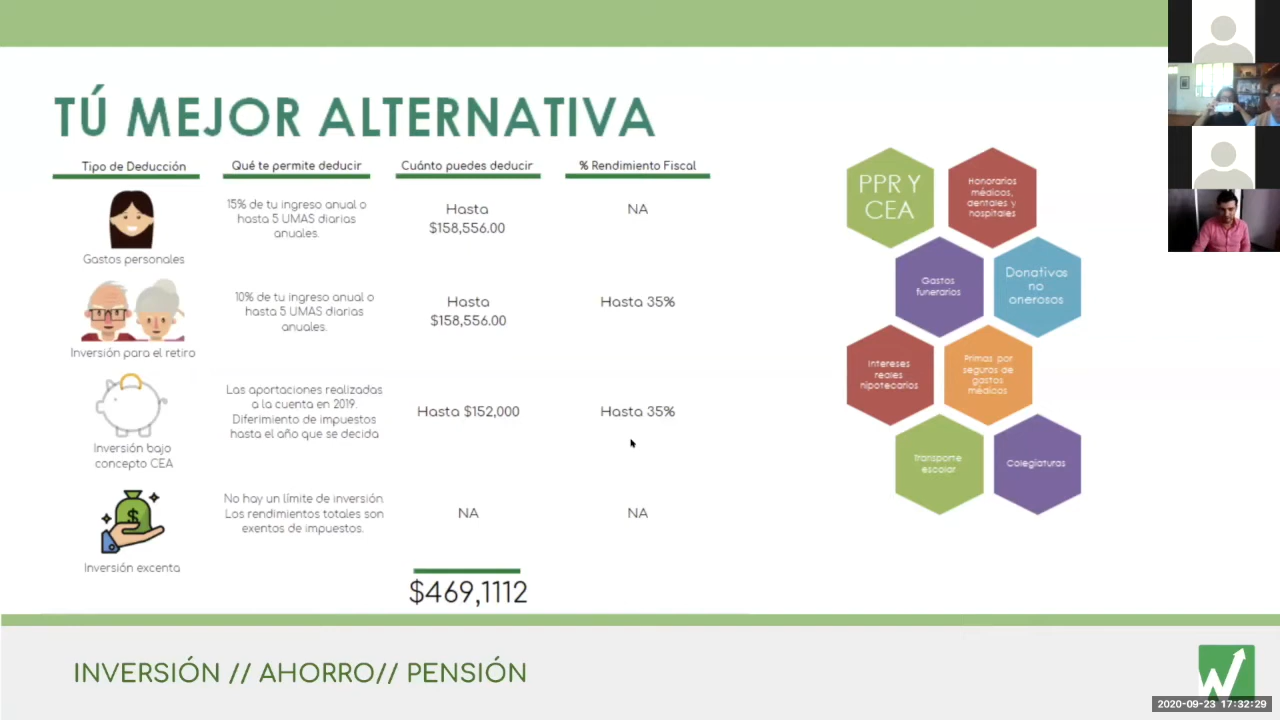 TÚ MEJOR ALTERNATIVA
Tipo de Deducción
Qué te permite deducir
Cuánto puedes deducir
% Rendimiento Fiscal
15% de tu ingreso anual o
hasta 5 UMAS diarias
anuales.
Hasta
$158,556.00
NA
Gastos personales
10% de tu ingreso anual o
hasta 5 UMAS diarias
anuales.
Hasta
$158,556.00
Hasta 35%
Inversión para el retiro
Las aportaciones realizadas
a la cuenta en 2019.
Diferimiento de impuestos
hasta el año que se decida
Hasta $152,000
Hasta 35%
Inversión bajo
concepto CEA
No hay un límite de inversión.
Los rendimientos totales son
exentos de impuestos.
NA
NA
Inversión excenta
$469,1112
PPR Y
CEA
Honorarios
médicos,
dentales y
hospitales
Gastos
funerarios
Donativos
no
onerosos
Intereses
reales
hipotecarios
Primas por
seguros de
gastos
médicos
Transporte
escolar
Colegiaturas
INVERSIÓN // AHORRO// PENSIÓN
2020-09-23 17:32:29